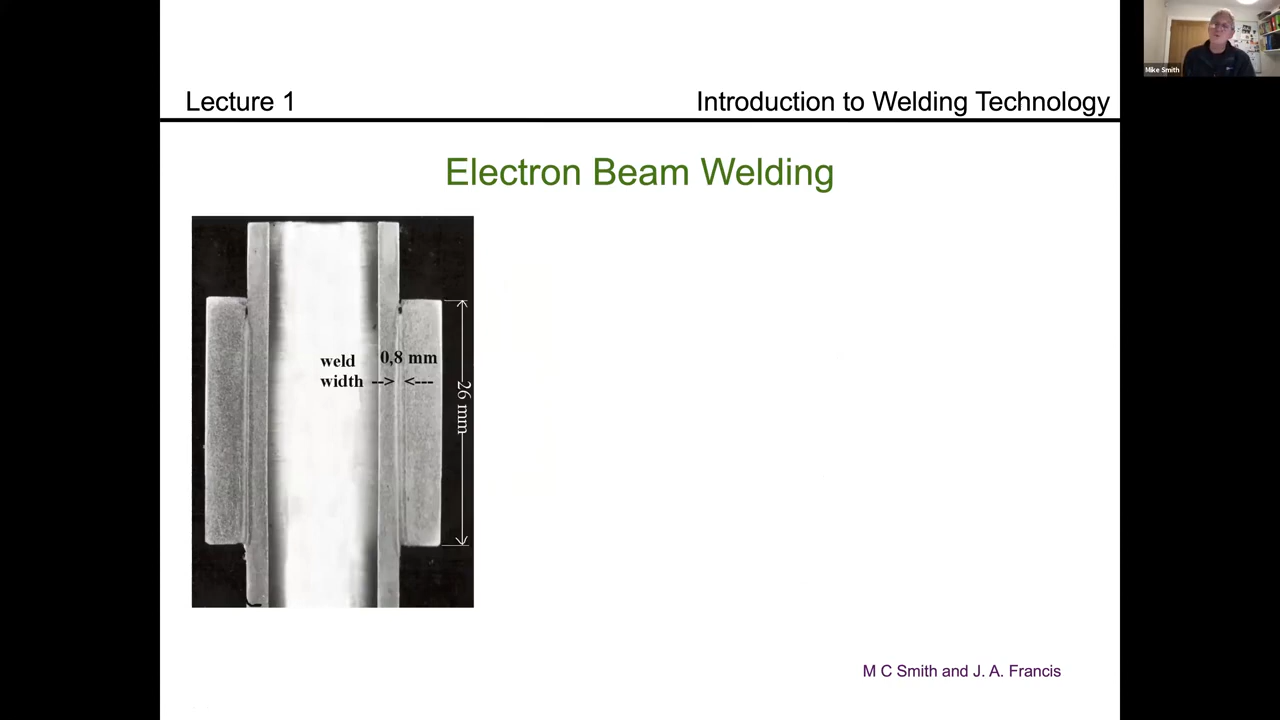 Mike Smith
Lecture 1
Introduction to Welding Technology
Electron Beam Welding
weld
width
0,8 mm
--> <---
26 mm
M C Smith and J. A. Francis